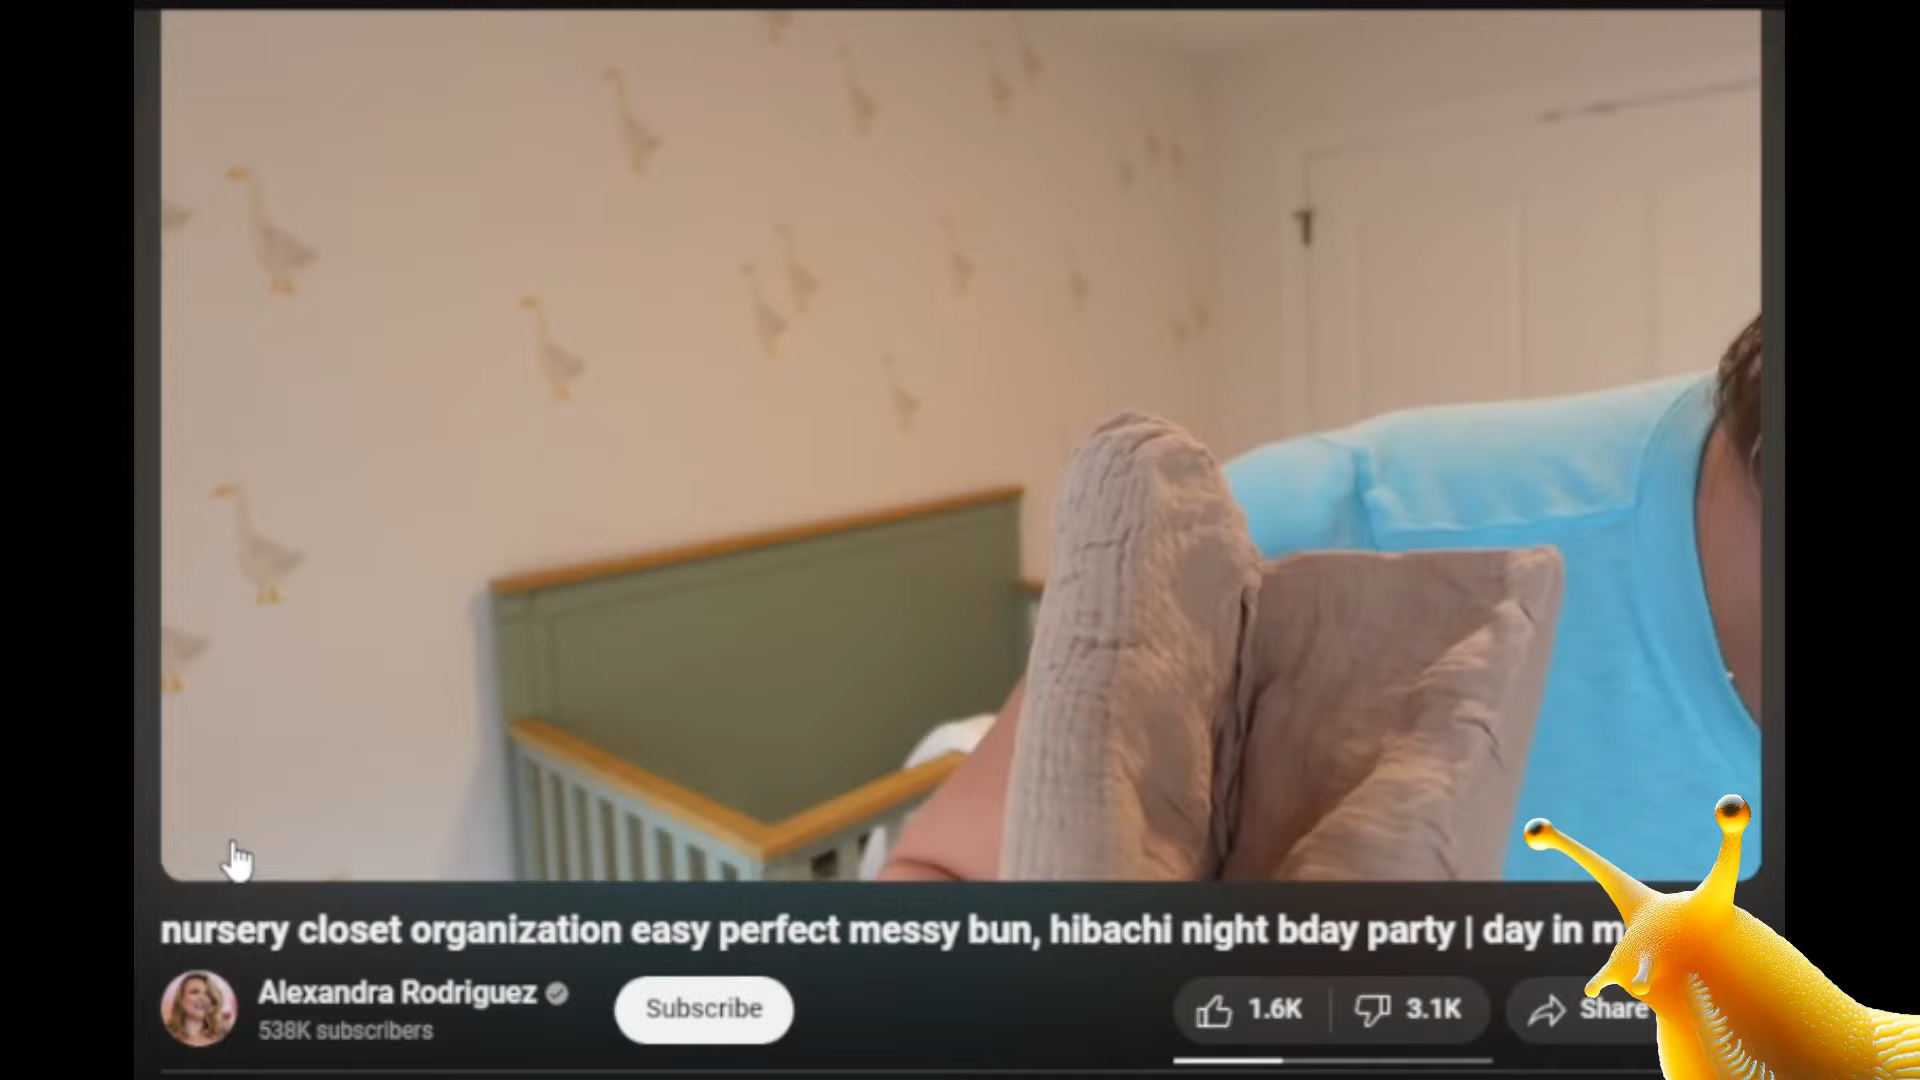 nursery closet organization easy perfect messy bun, hibachi night bday party | day in m
Alexandra Rodriguez
538K subscribers
Subscribe
1.6K
3.1K
Share